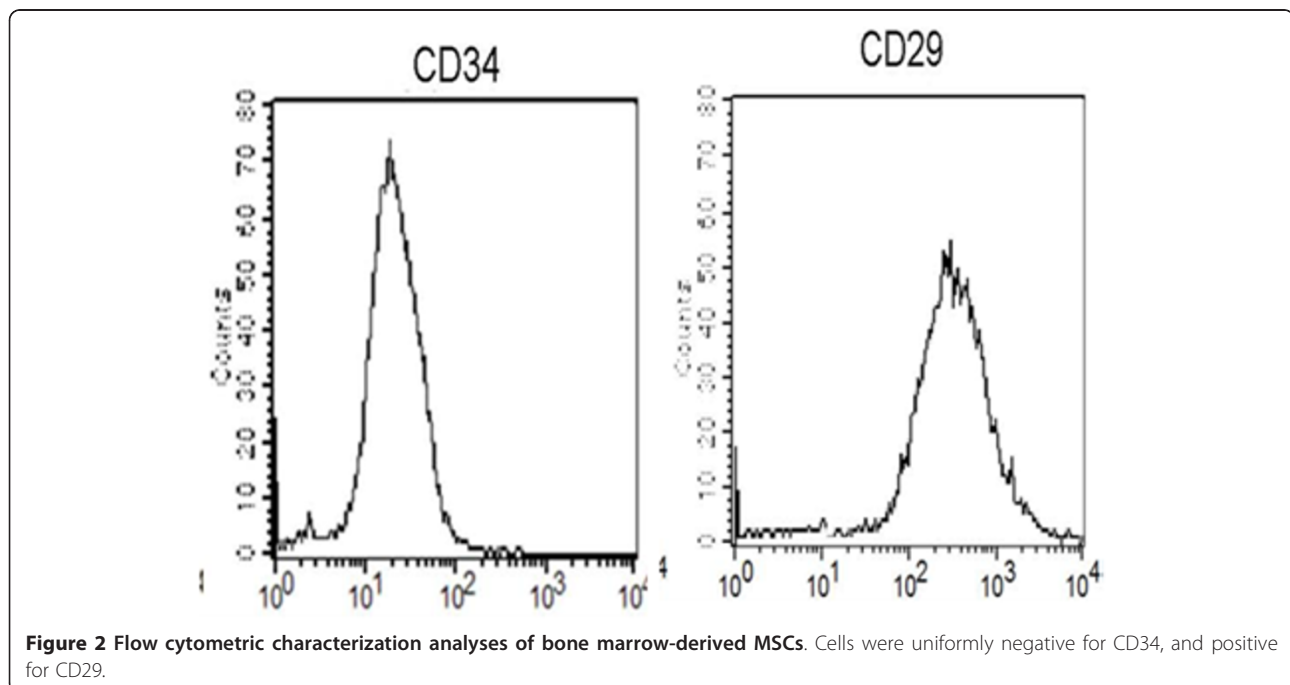 CD34
CD29
80
70
60
50
40
30
20
10
0
Counts
10⁰ 10¹ 10² 10³ 10⁴
80
70
60
50
40
30
20
10
0
Counts
4 10⁰ 10¹ 10² 10³ 10⁴
Figure 2 Flow cytometric characterization analyses of bone marrow-derived MSCs. Cells were uniformly negative for CD34, and positive
for CD29.